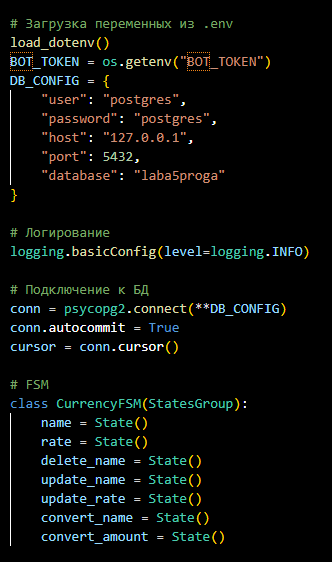 # Загрузка переменных из .env
load_dotenv()
BOT_TOKEN = os.getenv("BOT_TOKEN")
DB_CONFIG = {
    "user": "postgres",
    "password": "postgres",
    "host": "127.0.0.1",
    "port": 5432,
    "database": "laba5proga"
}
# Логирование
logging.basicConfig(level=logging.INFO)
# Подключение к БД
conn = psycopg2.connect(**DB_CONFIG)
conn.autocommit = True
cursor = conn.cursor()
# FSM
class CurrencyFSM(StatesGroup):
    name = State()
    rate = State()
    delete_name = State()
    update_name = State()
    update_rate = State()
    convert_name = State()
    convert_amount = State()